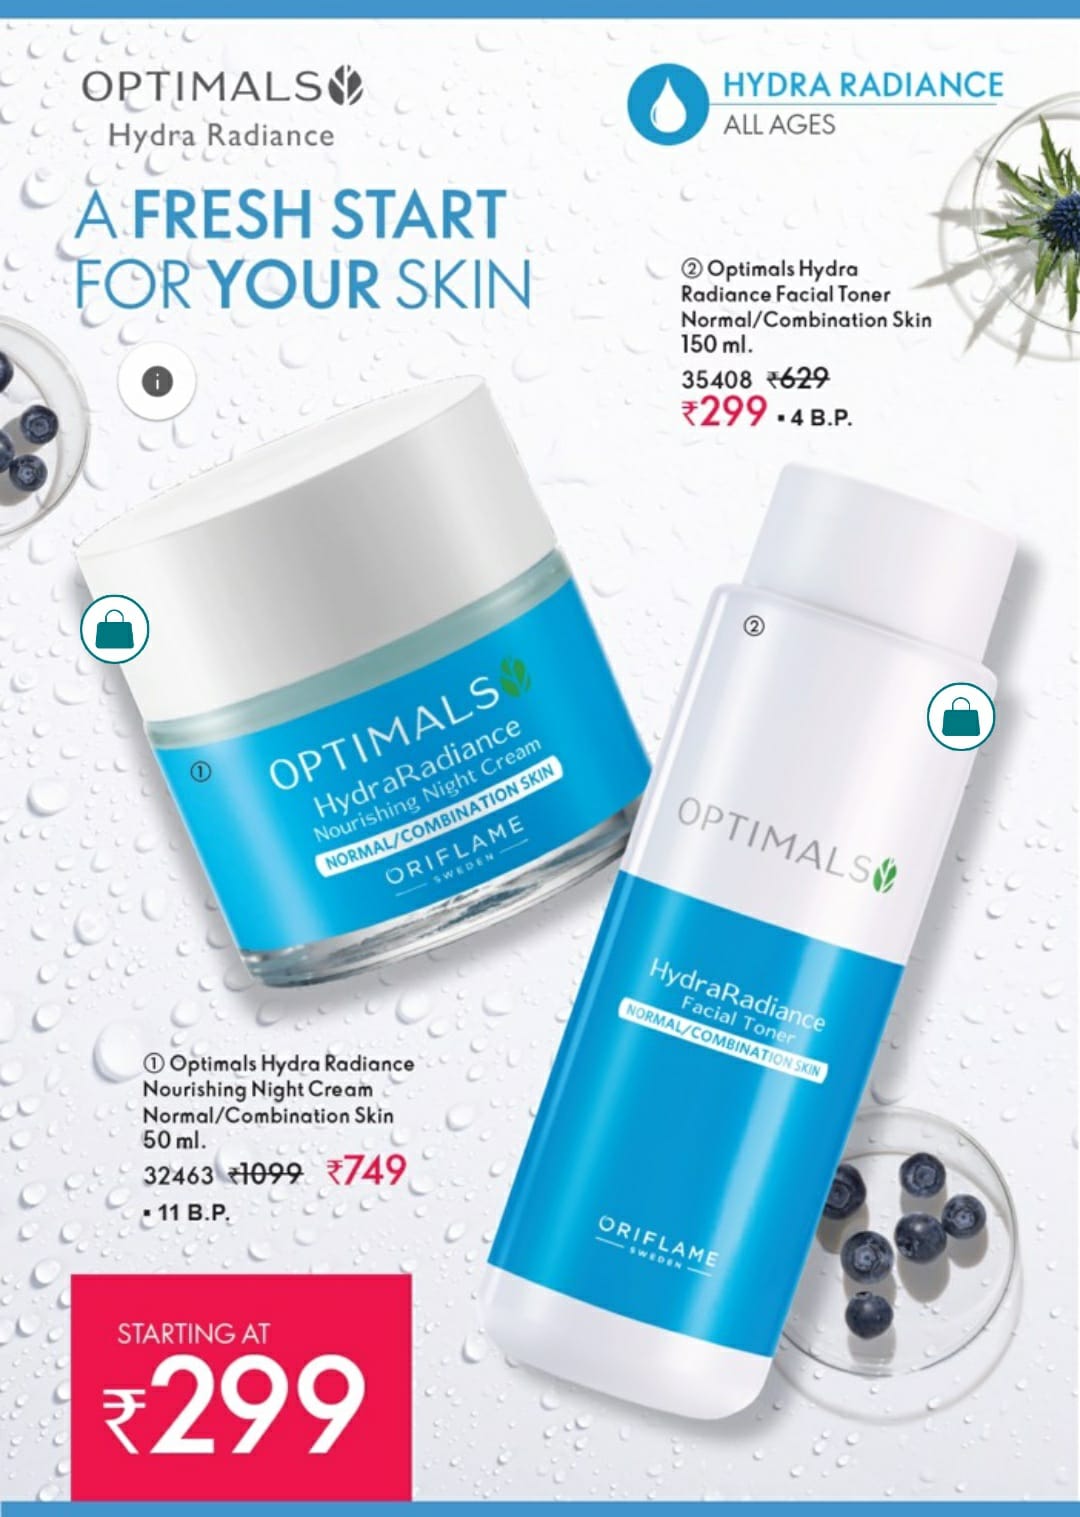 OPTIMALS
Hydra Radiance
HYDRA RADIANCE
ALL AGES
A FRESH START
FOR YOUR SKIN
② Optimals Hydra
Radiance Facial Toner
Normal/Combination Skin
150 ml.
35408 ₹629
₹299 ▪ 4 B.P.
i
①
OPTIMALS
HydraRadiance
Nourishing Night Cream
NORMAL/COMBINATION SKIN
ORIFLAME
SWEDEN
②
OPTIMALS
HydraRadiance
Facial Toner
NORMAL/COMBINATION SKIN
ORIFLAME
SWEDEN
① Optimals Hydra Radiance
Nourishing Night Cream
Normal/Combination Skin
50 ml.
32463 ₹1099 ₹749
▪ 11 B.P.
STARTING AT
₹299